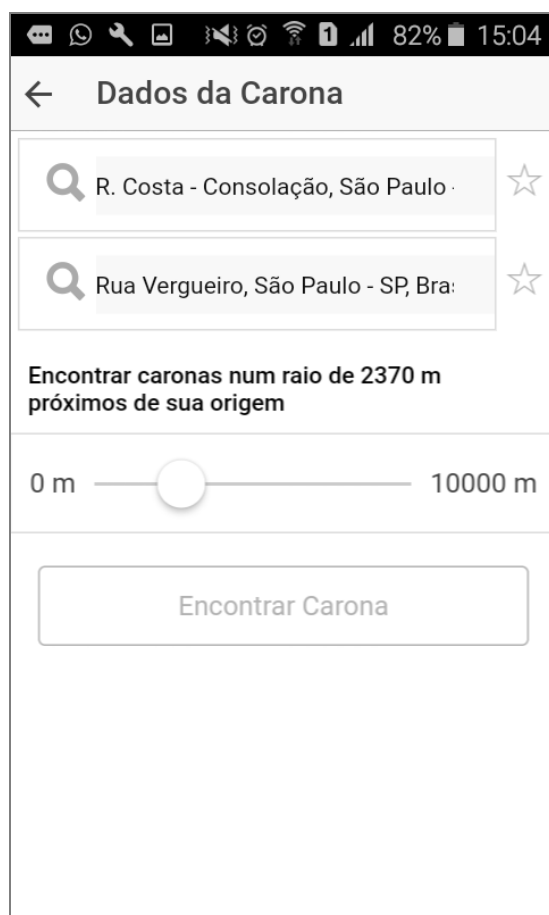 82% 15:04
Dados da Carona
R. Costa - Consolação, São Paulo -
Rua Vergueiro, São Paulo - SP, Bra
Encontrar caronas num raio de 2370 m
próximos de sua origem
0 m 10000 m
Encontrar Carona